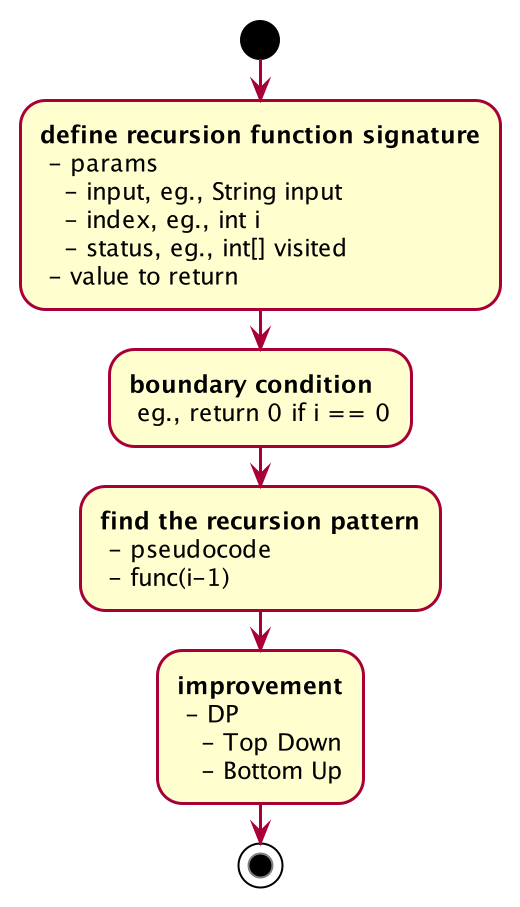 define recursion function signature
- params
- input, eg., String input
- index, eg., int i
- status, eg., int[] visited
- value to return
boundary condition
eg., return 0 if i == 0
find the recursion pattern
- pseudocode
- func(i-1)
improvement
- DP
- Top Down
- Bottom Up